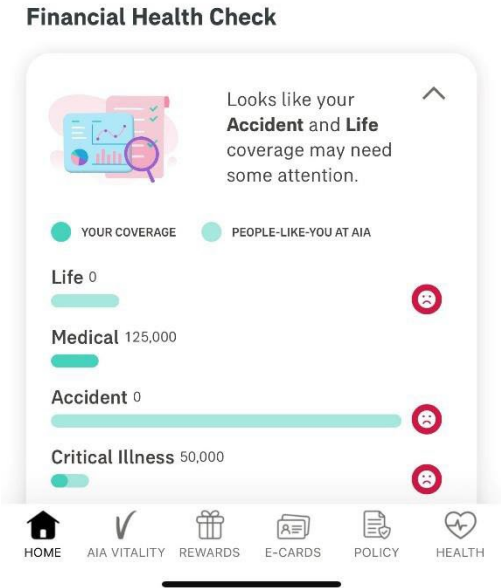 Financial Health Check
Looks like your
Accident and Life
coverage may need
some attention.
YOUR COVERAGE
PEOPLE-LIKE-YOU AT AIA
Life 0
Medical 125,000
Accident 0
Critical Illness 50,000
HOME
AIA VITALITY
REWARDS
E-CARDS
POLICY
HEALTH